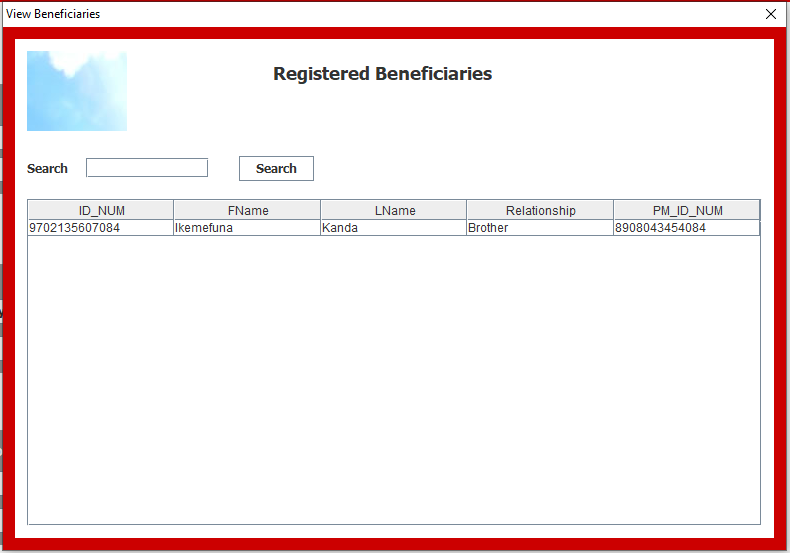 View Beneficiaries
Registered Beneficiaries
Search Search
ID_NUM FName LName Relationship PM_ID_NUM
9702135607084 Ikemefuna Kanda Brother 8908043454084